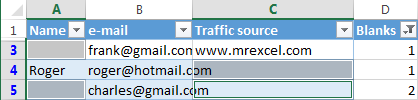 A B C D
1 Name e-mail Traffic source Blanks
3 frank@gmail.com www.mrexcel.com 1
4 Roger roger@hotmail.com 1
5 charles@gmail.com 2